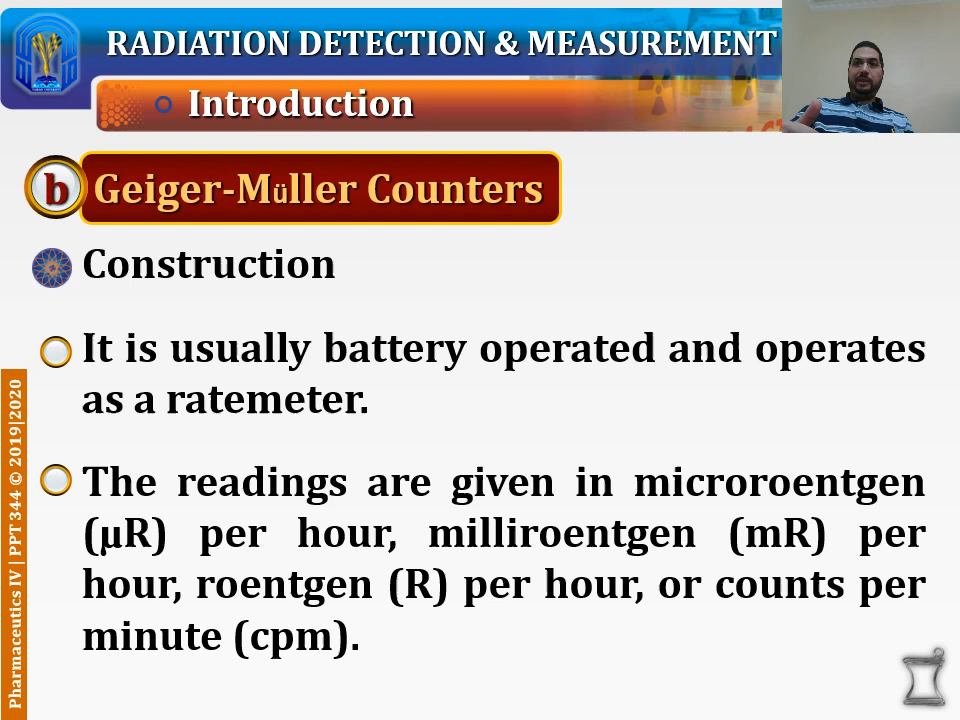 RADIATION DETECTION & MEASUREMENT
Introduction
b
Geiger-Müller Counters
Construction
It is usually battery operated and operates
as a ratemeter.
The readings are given in microroentgen
(µR) per hour, milliroentgen (mR) per
hour, roentgen (R) per hour, or counts per
minute (cpm).
Pharmaceutics IV | PPT 344 © 2019|2020